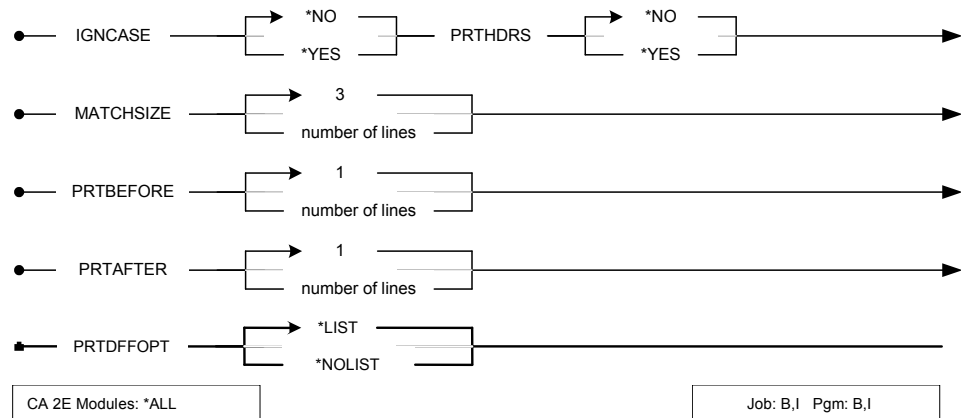 IGNCASE *NO *YES PRTHDRS *NO *YES
MATCHSIZE 3 number of lines
PRTBEFORE 1 number of lines
PRTAFTER 1 number of lines
PRTDFFOPT *LIST *NOLIST
CA 2E Modules: *ALL
Job: B,I Pgm: B,I